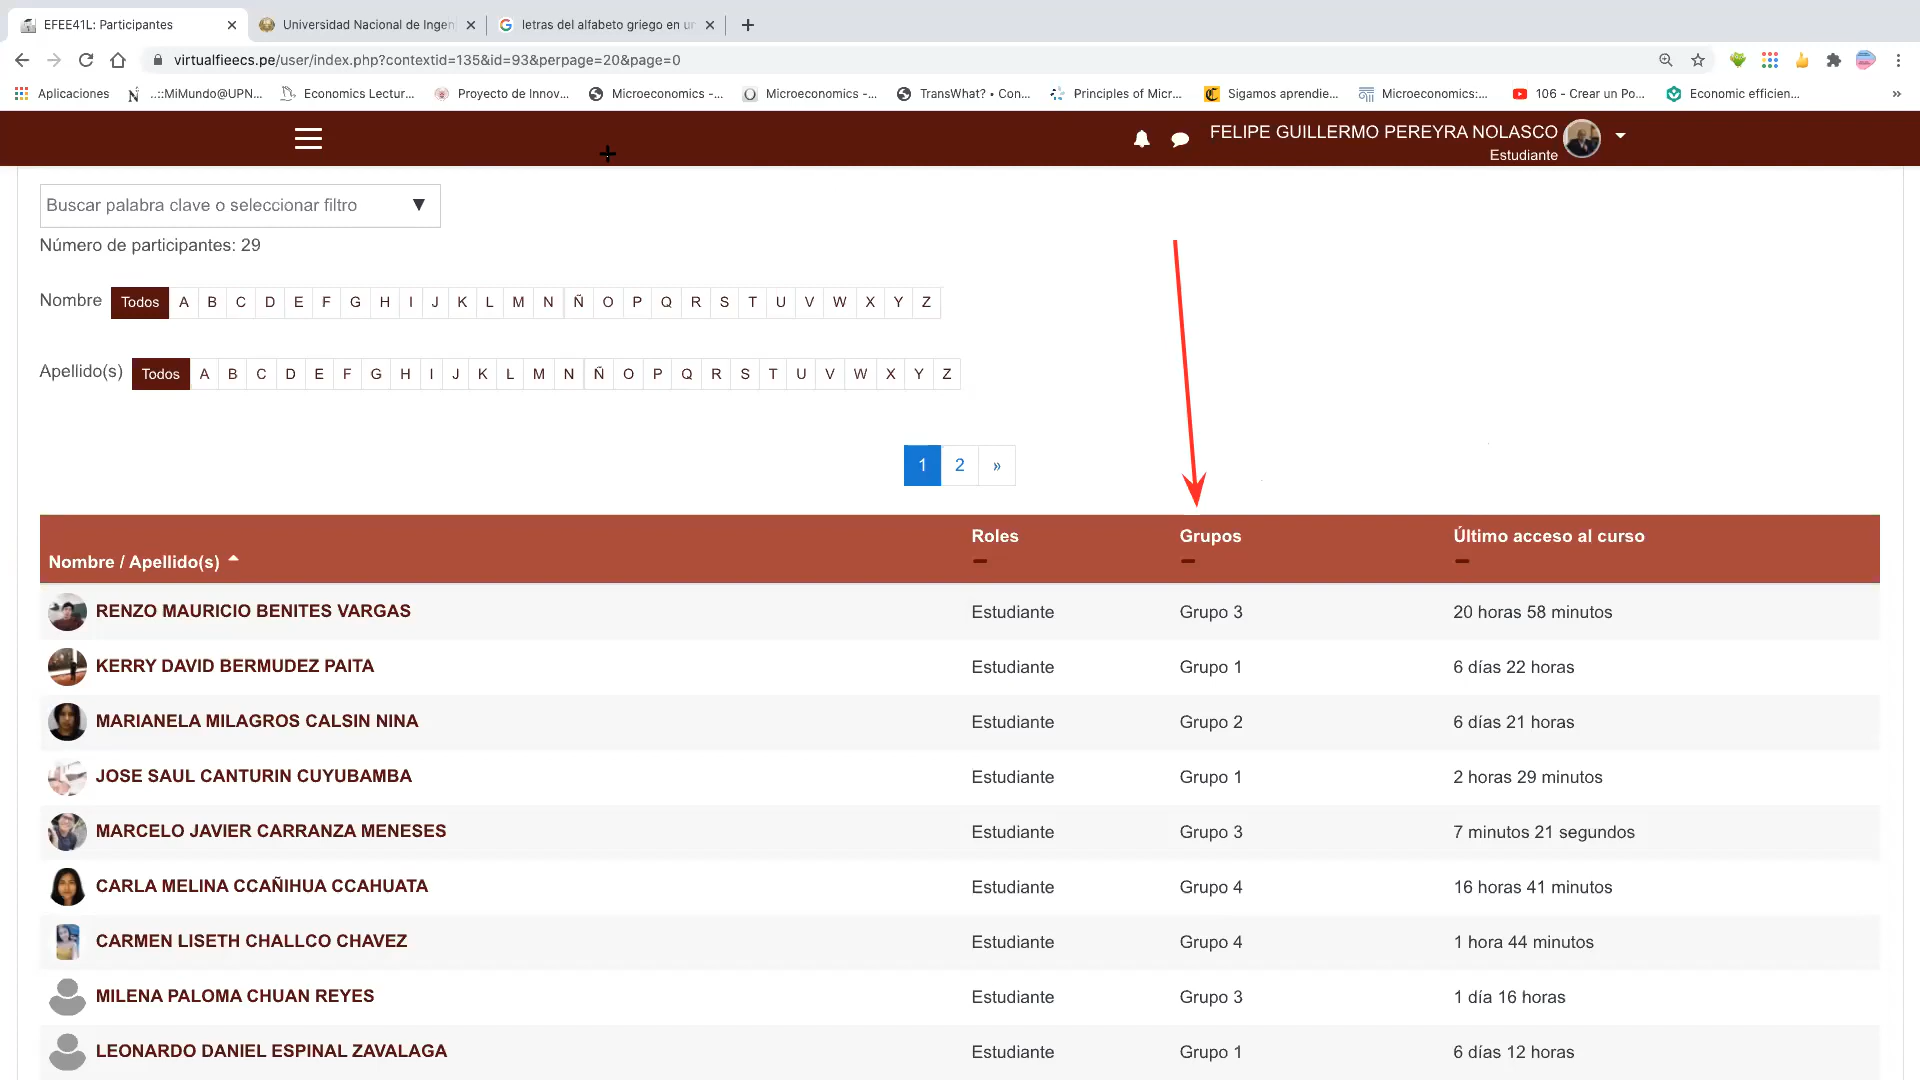 EFEE41L: Participantes
Universidad Nacional de Ingen
letras del alfabeto griego en un
virtualfieecs.pe/user/index.php?contextid=135&id=93&perpage=20&page=0
Aplicaciones
..::MiMundo@UPN...
Economics Lectur...
Proyecto de Innov...
Microeconomics -...
Microeconomics -...
TransWhat? • Con...
Principles of Micr...
Sigamos aprendie...
Microeconomics:...
106 - Crear un Po...
Economic efficien...
»
FELIPE GUILLERMO PEREYRA NOLASCO
Estudiante
Buscar palabra clave o seleccionar filtro ▼
Número de participantes: 29
Nombre Todos A B C D E F G H I J K L M N Ñ O P Q R S T U V W X Y Z
Apellido(s) Todos A B C D E F G H I J K L M N Ñ O P Q R S T U V W X Y Z
1 2 »
Nombre / Apellido(s) Roles Grupos Último acceso al curso
RENZO MAURICIO BENITES VARGAS Estudiante Grupo 3 20 horas 58 minutos
KERRY DAVID BERMUDEZ PAITA Estudiante Grupo 1 6 días 22 horas
MARIANELA MILAGROS CALSIN NINA Estudiante Grupo 2 6 días 21 horas
JOSE SAUL CANTURIN CUYUBAMBA Estudiante Grupo 1 2 horas 29 minutos
MARCELO JAVIER CARRANZA MENESES Estudiante Grupo 3 7 minutos 21 segundos
CARLA MELINA CCAÑIHUA CCAHUATA Estudiante Grupo 4 16 horas 41 minutos
CARMEN LISETH CHALLCO CHAVEZ Estudiante Grupo 4 1 hora 44 minutos
MILENA PALOMA CHUAN REYES Estudiante Grupo 3 1 día 16 horas
LEONARDO DANIEL ESPINAL ZAVALAGA Estudiante Grupo 1 6 días 12 horas